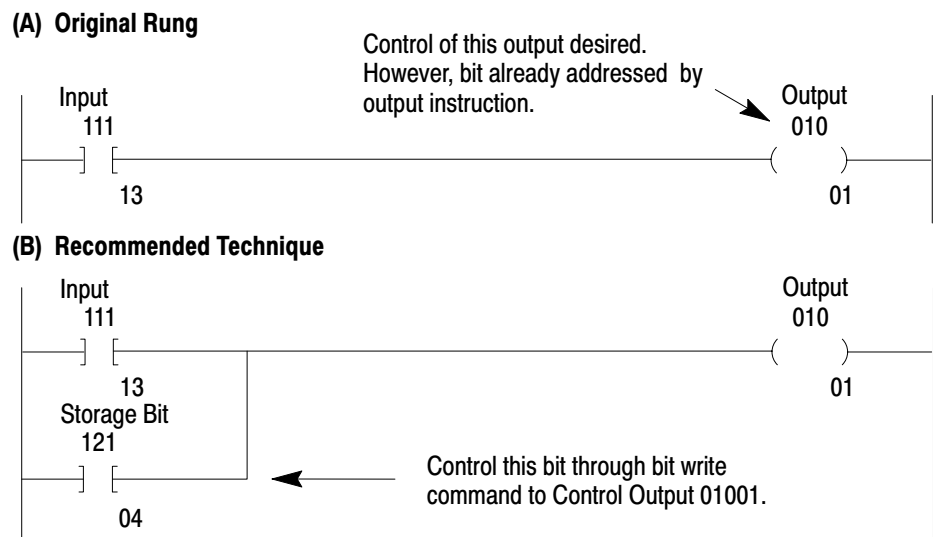 (A) Original Rung
Control of this output desired.
However, bit already addressed by
output instruction.
Input
111
13
Output
010
01
(B) Recommended Technique
Input
111
13
Output
010
01
Storage Bit
121
04
Control this bit through bit write
command to Control Output 01001.